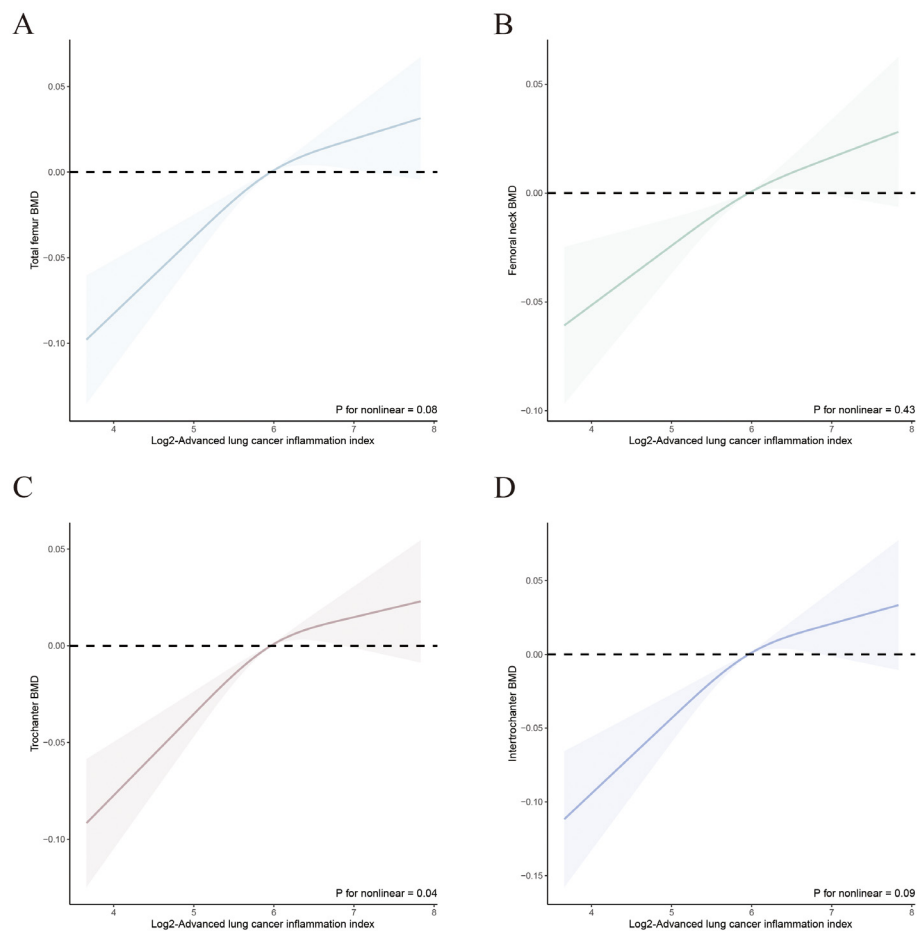 A
0.05
0.00
−0.05
−0.10
Total femur BMD
4 5 6 7 8
Log2-Advanced lung cancer inflammation index
P for nonlinear = 0.08
B
0.05
0.00
−0.05
−0.10
Femoral neck BMD
4 5 6 7 8
Log2-Advanced lung cancer inflammation index
P for nonlinear = 0.43
C
0.05
0.00
−0.05
−0.10
Trochanter BMD
4 5 6 7 8
Log2-Advanced lung cancer inflammation index
P for nonlinear = 0.04
D
0.05
0.00
−0.05
−0.10
−0.15
Intertrochanter BMD
4 5 6 7 8
Log2-Advanced lung cancer inflammation index
P for nonlinear = 0.09